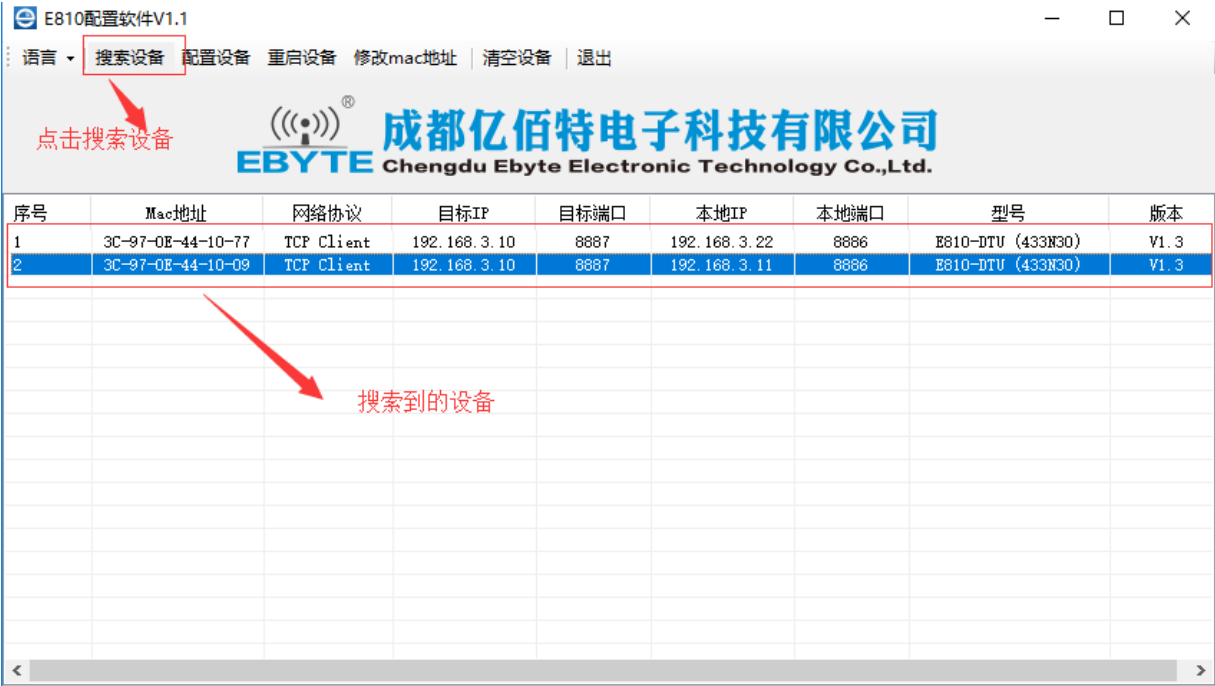 E810配置软件V1.1
语言 搜索设备 配置设备 重启设备 修改mac地址 清空设备 退出
点击搜索设备
(((·))) ®
EBYTE 成都亿佰特电子科技有限公司
Chengdu Ebyte Electronic Technology Co.,Ltd.
序号 Mac地址 网络协议 目标IP 目标端口 本地IP 本地端口 型号 版本
1 3C-97-0E-44-10-77 TCP Client 192.168.3.10 8887 192.168.3.22 8886 E810-DTU (433N30) V1.3
2 3C-97-0E-44-10-09 TCP Client 192.168.3.10 8887 192.168.3.11 8886 E810-DTU (433N30) V1.3
搜索到的设备